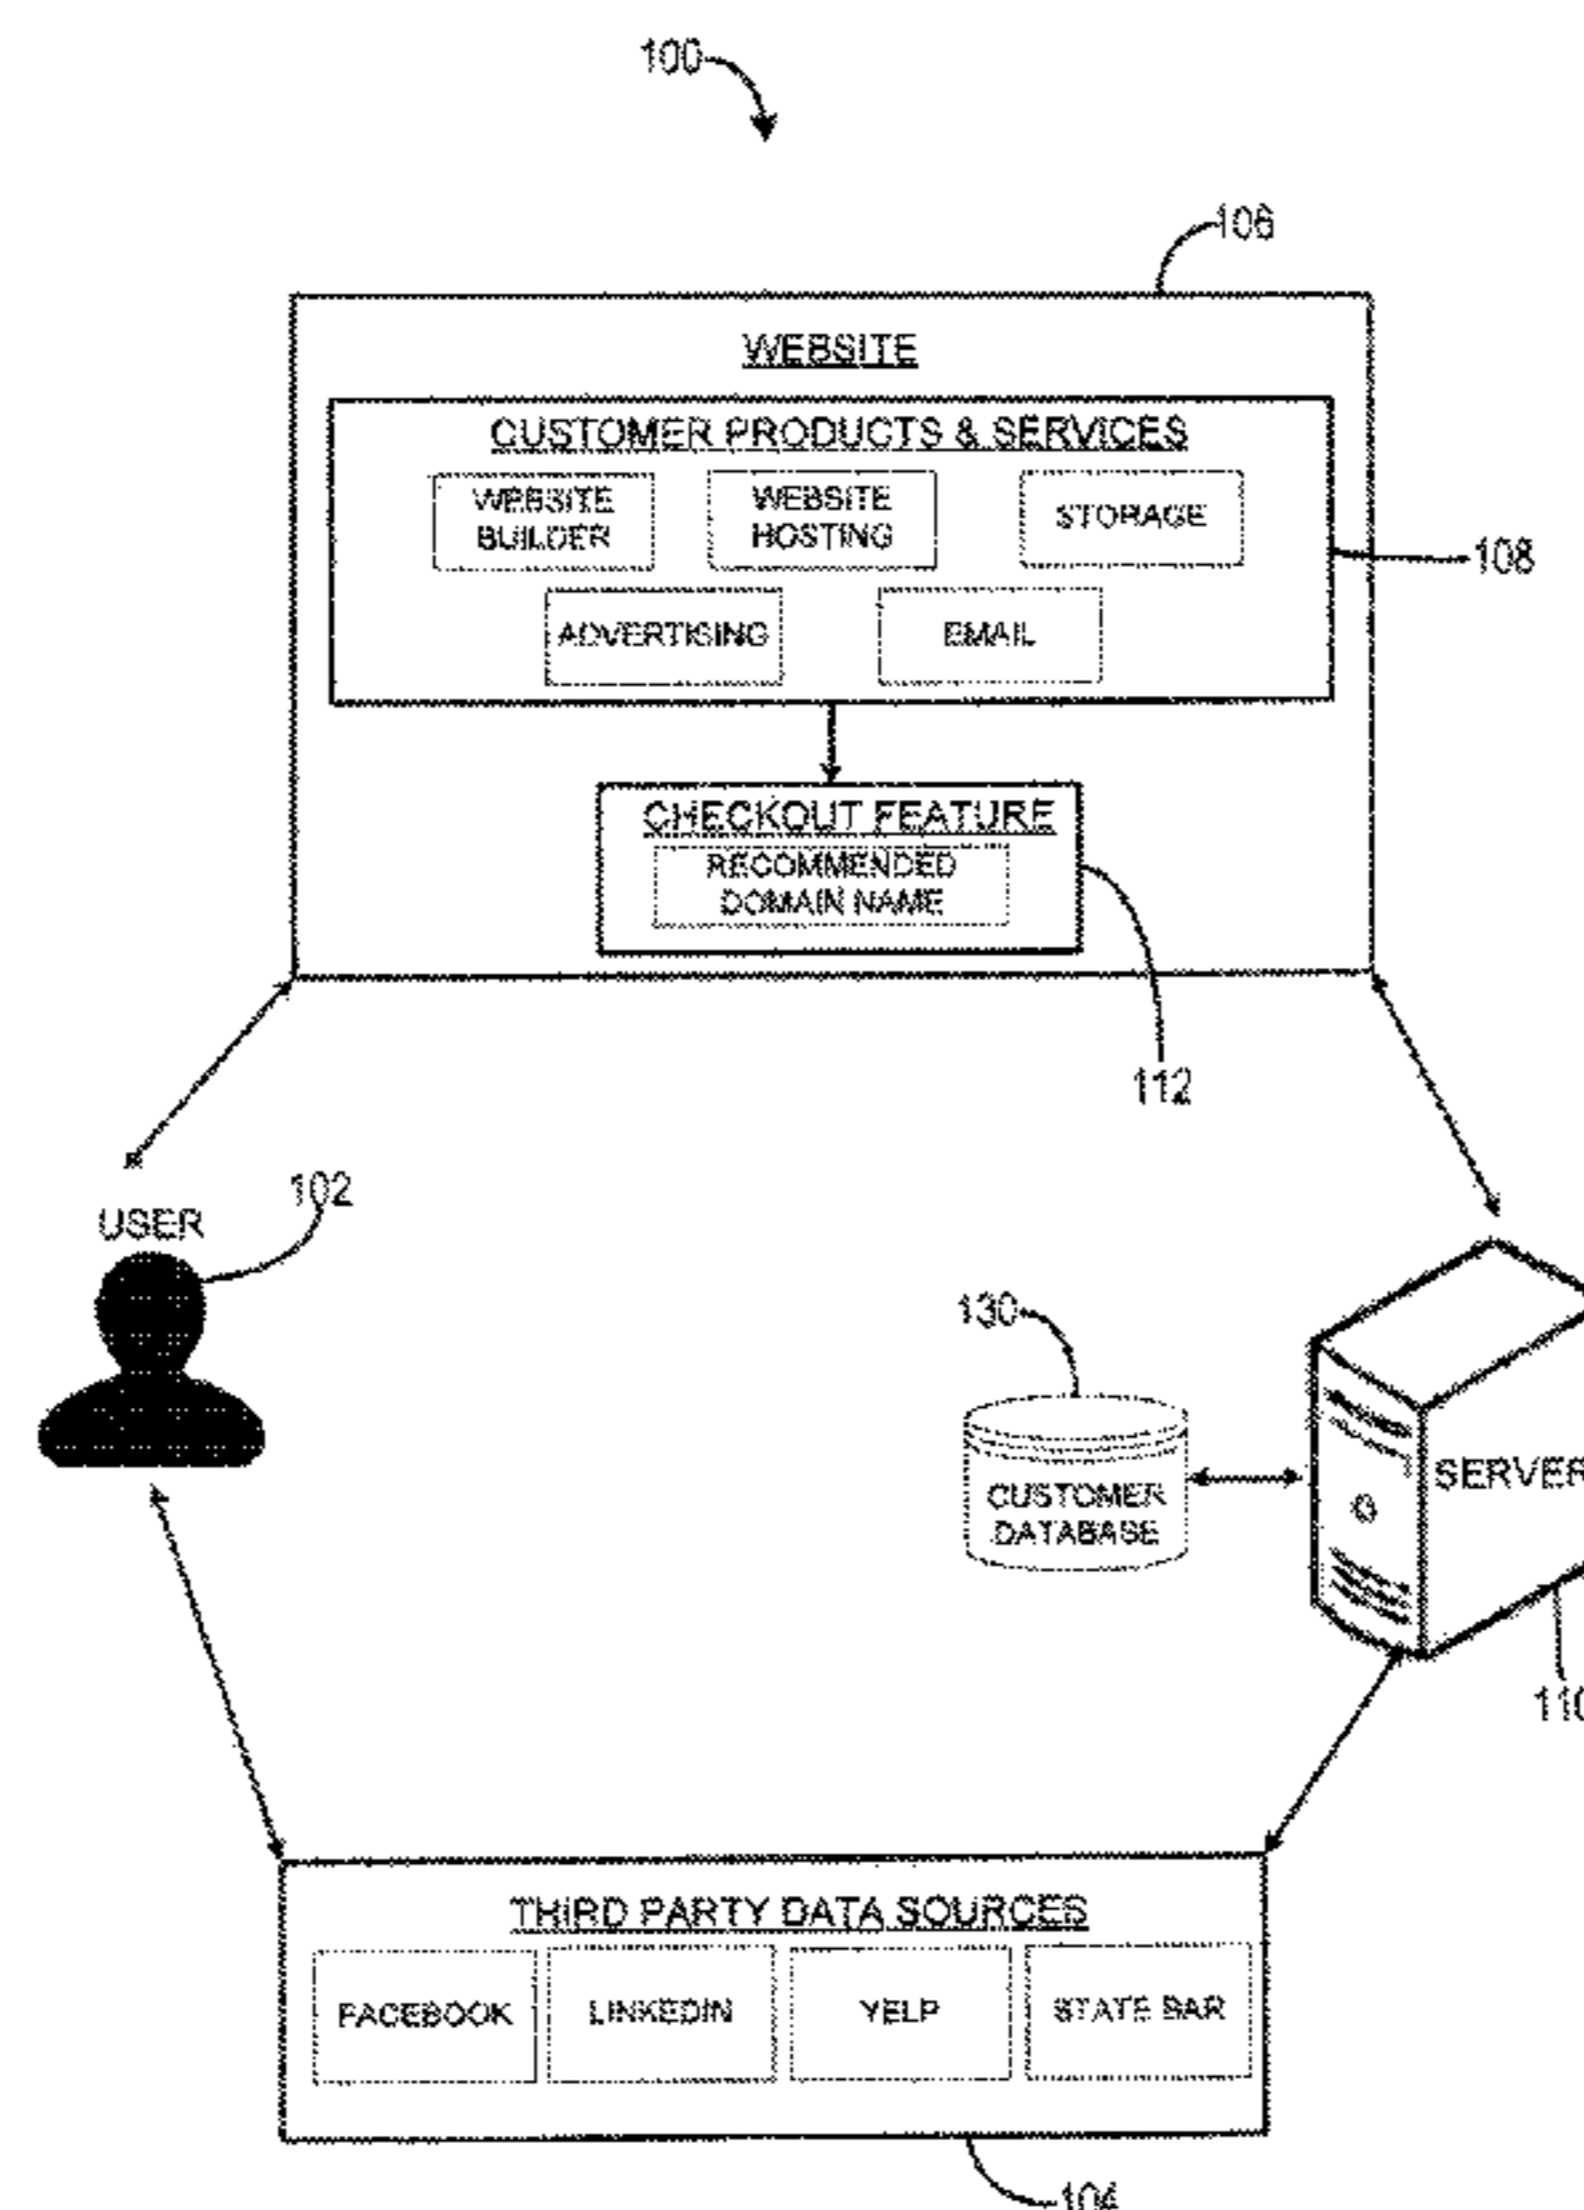 100
106
WEBSITE
CUSTOMER PRODUCTS & SERVICES
WEBSITE
BUILDER
WEBSITE
HOSTING
STORAGE
108
ADVERTISING
EMAIL
CHECKOUT FEATURE
RECOMMENDED
DOMAIN NAME
112
102
USER
130
CUSTOMER
DATABASE
SERVER
110
THIRD PARTY DATA SOURCES
FACEBOOK
LINKEDIN
YELP
STATE BAR
104